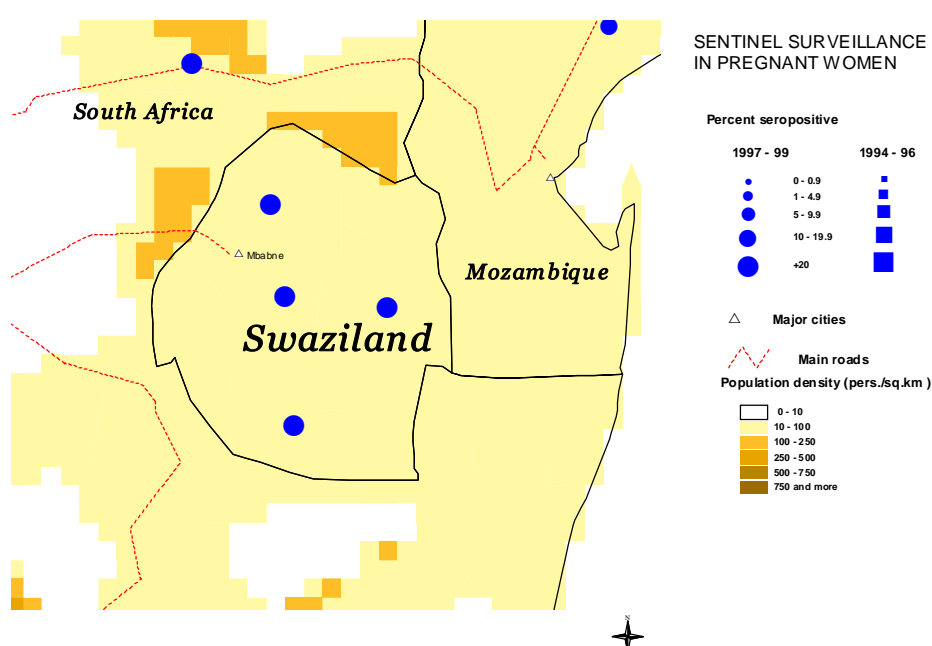 SENTINEL SURVEILLANCE
IN PREGNANT WOMEN
South Africa
Percent seropositive
1997 - 99
1994 - 96
0 - 0.9
1 - 4.9
5 - 9.9
10 - 19.9
+20
Mbabne
Mozambique
Swaziland
Major cities
Main roads
Population density (pers./sq.km)
0 - 10
10 - 100
100 - 250
250 - 500
500 - 750
750 and more
N